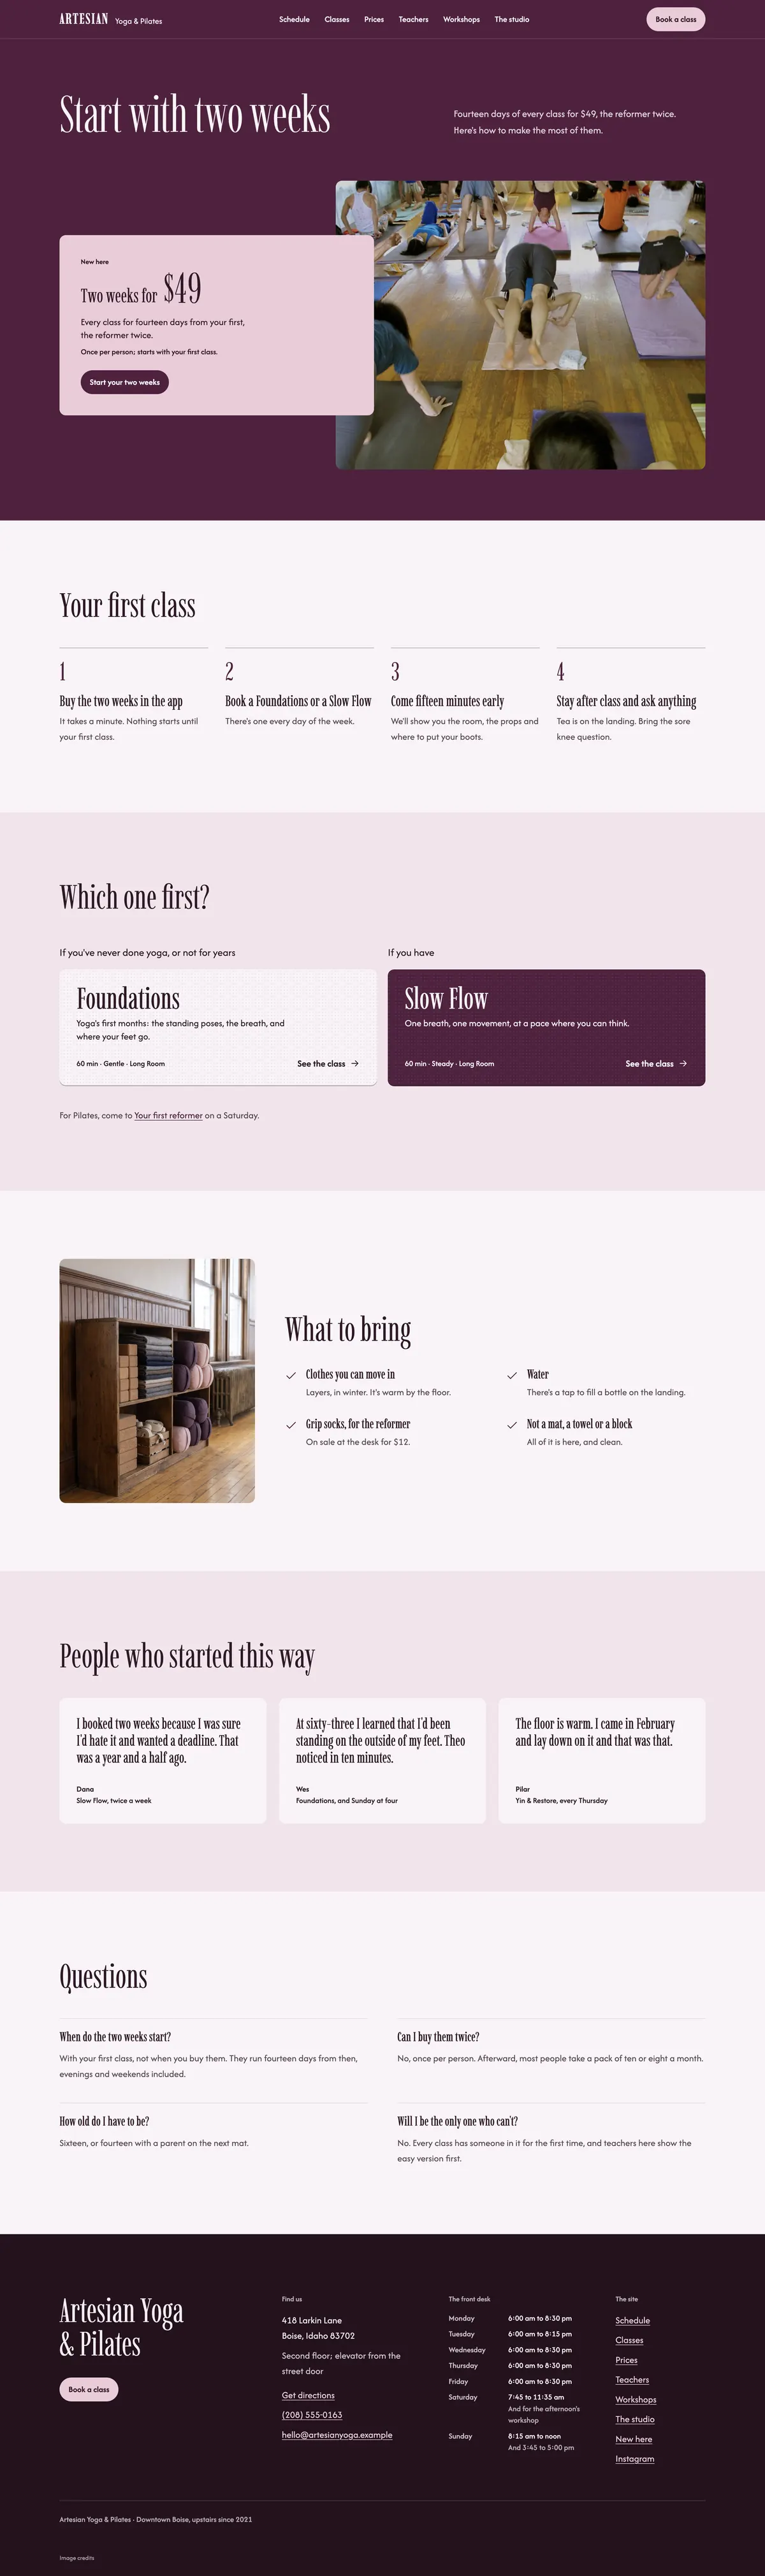 ARTESIAN Yoga & Pilates
Schedule Classes Prices Teachers Workshops The studio
Book a class
Start with two weeks
Fourteen days of every class for $49, the reformer twice.
Here's how to make the most of them.
New here
Two weeks for $49
Every class for fourteen days from your first,
the reformer twice.
Once per person; starts with your first class.
Start your two weeks
Your first class
1
Buy the two weeks in the app
It takes a minute. Nothing starts until
your first class.
2
Book a Foundations or a Slow Flow
There's one every day of the week.
3
Come fifteen minutes early
We'll show you the room, the props and
where to put your boots.
4
Stay after class and ask anything
Tea is on the landing. Bring the sore
knee question.
Which one first?
If you've never done yoga, or not for years
Foundations
Yoga's first months: the standing poses, the breath, and
where your feet go.
60 min · Gentle · Long Room
See the class →
If you have
Slow Flow
One breath, one movement, at a pace where you can think.
60 min · Steady · Long Room
See the class →
For Pilates, come to Your first reformer on a Saturday.
What to bring
Clothes you can move in
Layers, in winter. It's warm by the floor.
Water
There's a tap to fill a bottle on the landing.
Grip socks, for the reformer
On sale at the desk for $12.
Not a mat, a towel or a block
All of it is here, and clean.
People who started this way
I booked two weeks because I was sure
I'd hate it and wanted a deadline. That
was a year and a half ago.
Dana
Slow Flow, twice a week
At sixty-three I learned that I'd been
standing on the outside of my feet. Theo
noticed in ten minutes.
Wes
Foundations, and Sunday at four
The floor is warm. I came in February
and lay down on it and that was that.
Pilar
Yin & Restore, every Thursday
Questions
When do the two weeks start?
With your first class, not when you buy them. They run fourteen days from then,
evenings and weekends included.
Can I buy them twice?
No, once per person. Afterward, most people take a pack of ten or eight a month.
How old do I have to be?
Sixteen, or fourteen with a parent on the next mat.
Will I be the only one who can't?
No. Every class has someone in it for the first time, and teachers here show the
easy version first.
Artesian Yoga
& Pilates
Book a class
Find us
418 Larkin Lane
Boise, Idaho 83702
Second floor; elevator from the
street door
Get directions
(208) 555-0163
hello@artesianyoga.example
The front desk
Monday 6:00 am to 8:30 pm
Tuesday 6:00 am to 8:15 pm
Wednesday 6:00 am to 8:30 pm
Thursday 6:00 am to 8:30 pm
Friday 6:00 am to 8:30 pm
Saturday 7:45 to 11:35 am
And for the afternoon's
workshop
Sunday 8:15 am to noon
And 3:45 to 5:00 pm
The site
Schedule
Classes
Prices
Teachers
Workshops
The studio
New here
Instagram
Artesian Yoga & Pilates · Downtown Boise, upstairs since 2021
Image credits